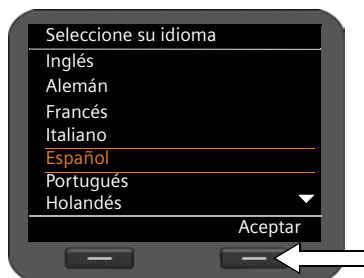 Seleccione su idioma
Inglés
Alemán
Francés
Italiano
Español
Portugués
Holandés
Aceptar